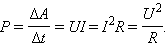 P = ΔA/Δt = UI = I²R = U²/R.